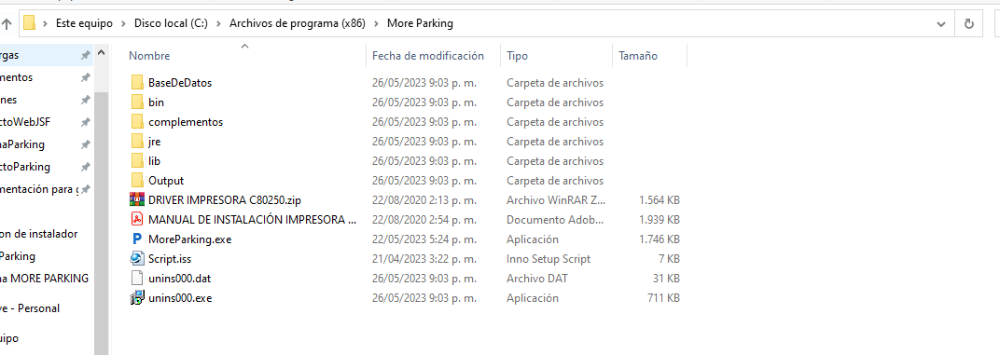 Este equipo > Disco local (C:) > Archivos de programa (x86) > More Parking
Nombre Fecha de modificación Tipo Tamaño
BaseDeDatos 26/05/2023 9:03 p. m. Carpeta de archivos
bin 26/05/2023 9:03 p. m. Carpeta de archivos
complementos 26/05/2023 9:03 p. m. Carpeta de archivos
jre 26/05/2023 9:03 p. m. Carpeta de archivos
lib 26/05/2023 9:03 p. m. Carpeta de archivos
Output 26/05/2023 9:03 p. m. Carpeta de archivos
DRIVER IMPRESORA C80250.zip 22/08/2020 2:13 p. m. Archivo WinRAR Z... 1.564 KB
MANUAL DE INSTALACIÓN IMPRESORA ... 22/08/2020 2:54 p. m. Documento Adob... 1.939 KB
MoreParking.exe 22/05/2023 5:24 p. m. Aplicación 1.746 KB
Script.iss 21/04/2023 3:22 p. m. Inno Setup Script 7 KB
unins000.dat 26/05/2023 9:03 p. m. Archivo DAT 31 KB
unins000.exe 26/05/2023 9:03 p. m. Aplicación 711 KB
rgas
mentos
nes
ctoWebJSF
naParking
ctoParking
mentación para g
on de instalador
Parking
na MORE PARKING
ve - Personal
quipo